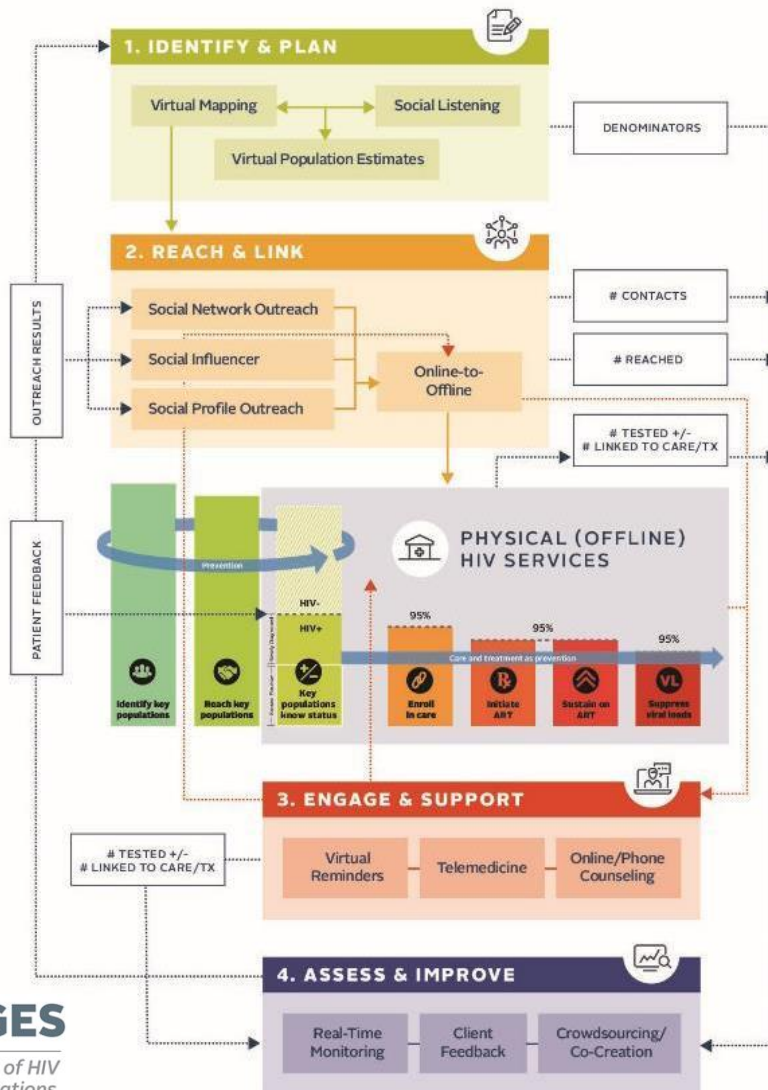 1. IDENTIFY & PLAN
Virtual Mapping
Social Listening
Virtual Population Estimates
DENOMINATORS
2. REACH & LINK
Social Network Outreach
Social Influencer
Social Profile Outreach
Online-to-
Offline
# CONTACTS
# REACHED
# TESTED +/-
# LINKED TO CARE/TX
OUTREACH RESULTS
PATIENT FEEDBACK
PHYSICAL (OFFLINE)
HIV SERVICES
Prevention
HIV-
HIV+
95%
95%
95%
Care and treatment as prevention
Identify key
populations
Reach key
populations
Key
populations
know status
Enroll
in care
Initiate
ART
Sustain on
ART
VL
Suppress
viral loads
3. ENGAGE & SUPPORT
Virtual
Reminders
Telemedicine
Online/Phone
Counseling
# TESTED +/-
# LINKED TO CARE/TX
4. ASSESS & IMPROVE
Real-Time
Monitoring
Client
Feedback
Crowdsourcing/
Co-Creation
GES
of HIV